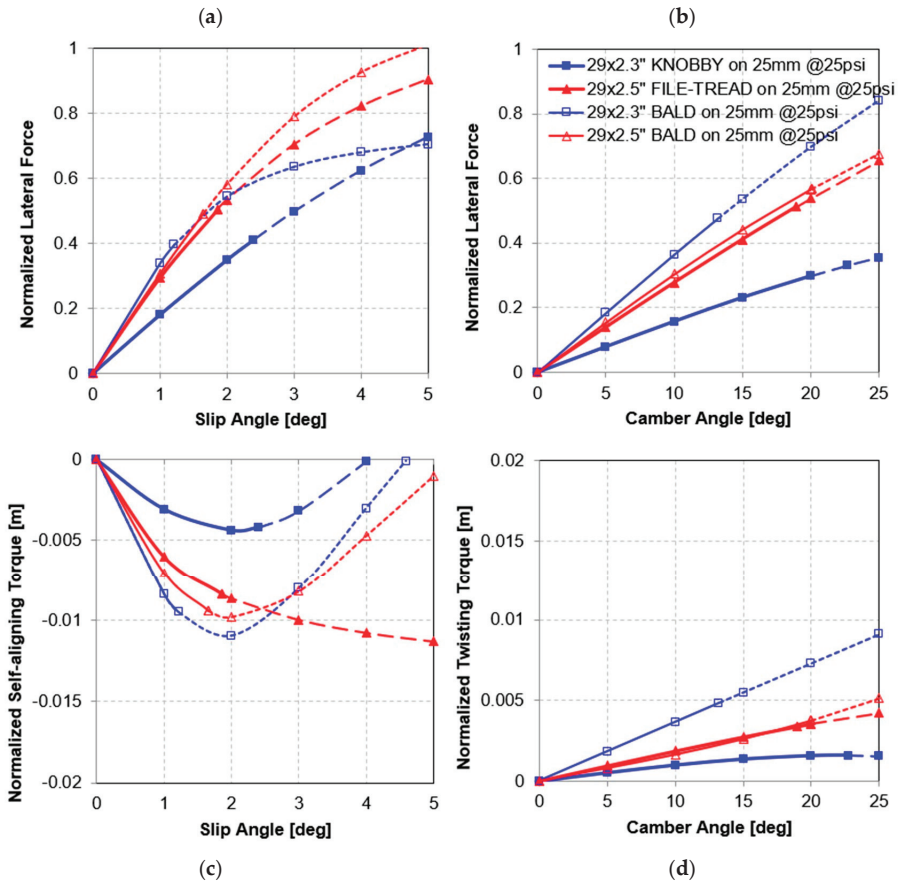 (a)
(b)
Normalized Lateral Force
1
0.8
0.6
0.4
0.2
0
0 1 2 3 4 5
Slip Angle [deg]
Normalized Lateral Force
1
0.8
0.6
0.4
0.2
0
29x2.3" KNOBBY on 25mm @25psi
29x2.5" FILE-TREAD on 25mm @25psi
29x2.3" BALD on 25mm @25psi
29x2.5" BALD on 25mm @25psi
0 5 10 15 20 25
Camber Angle [deg]
Normalized Self-aligning Torque [m]
0
-0.005
-0.01
-0.015
-0.02
0 1 2 3 4 5
Slip Angle [deg]
Normalized Twisting Torque [m]
0.02
0.015
0.01
0.005
0
0 5 10 15 20 25
Camber Angle [deg]
(c)
(d)